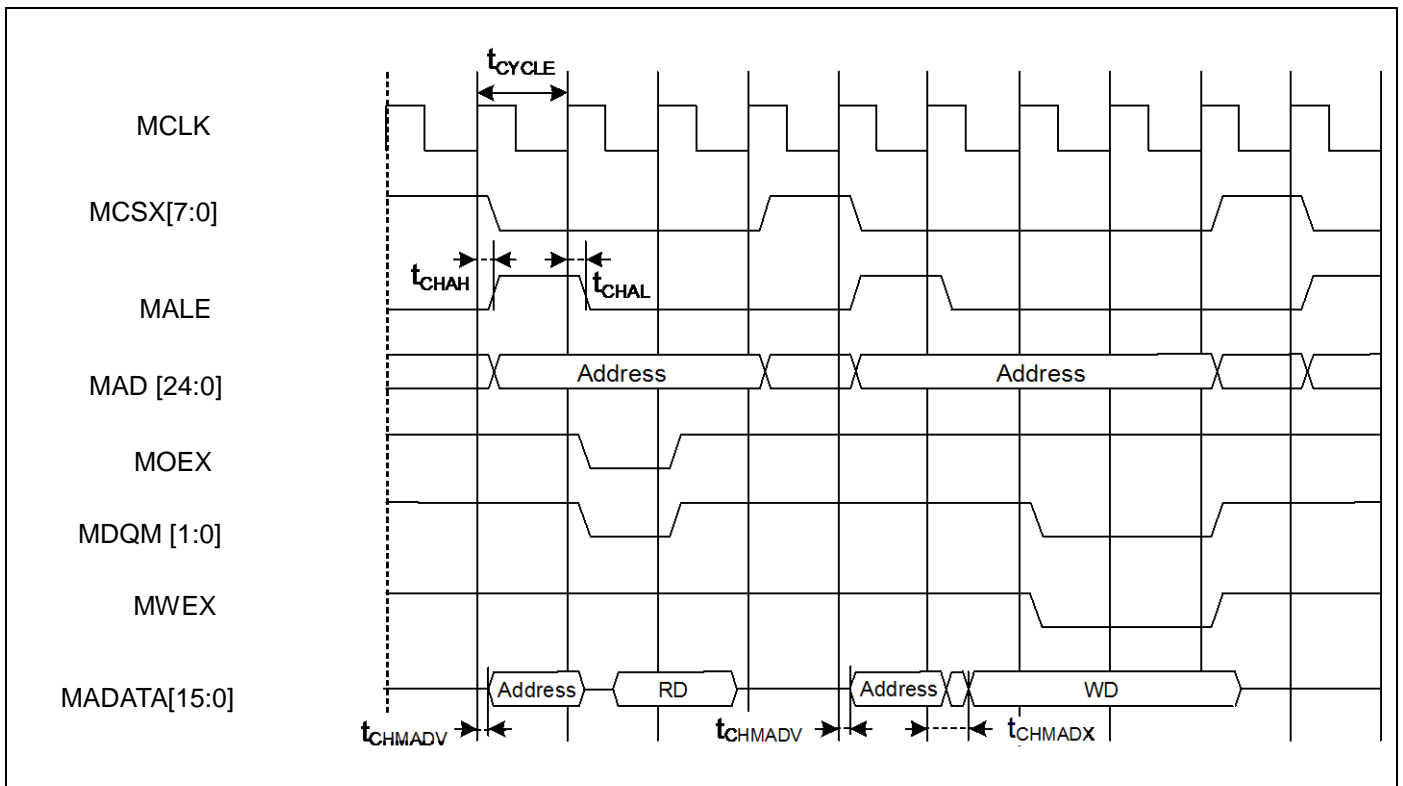 tCYCLE
MCLK
MCSX[7:0]
tCHAH
tCHAL
MALE
MAD [24:0]
Address
Address
MOEX
MDQM [1:0]
MWEX
MADATA[15:0]
Address
RD
Address
WD
tCHMADV
tCHMADV
tCHMADX